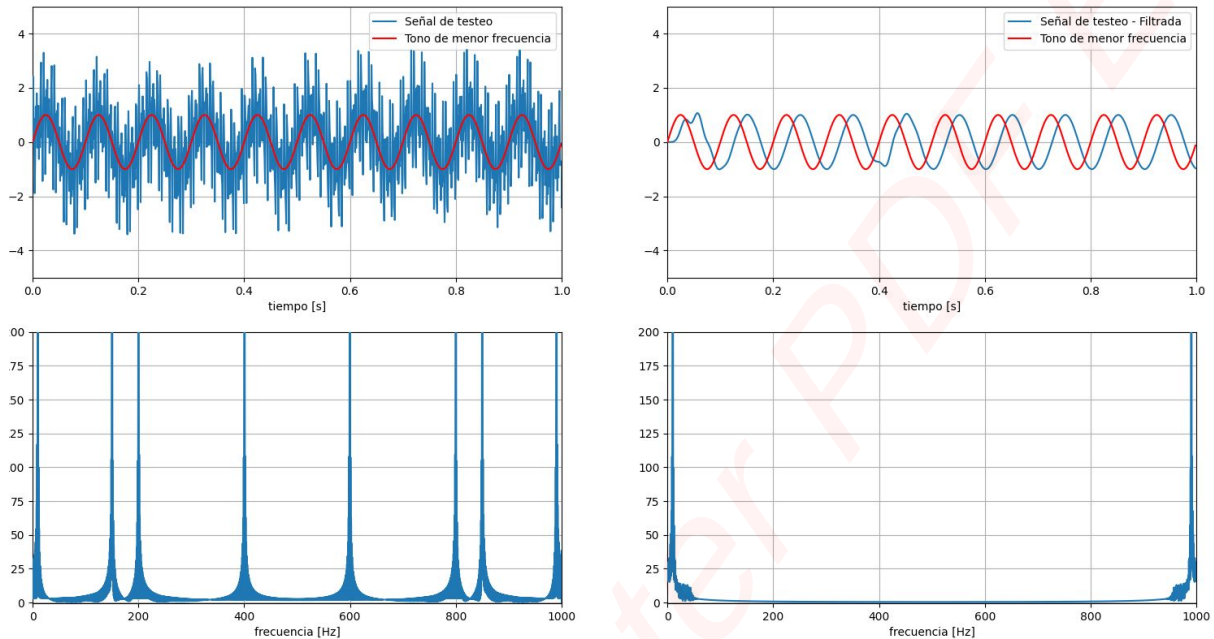 Señal de testeo
Tono de menor frecuencia
4
2
0
−2
−4
0.0 0.2 0.4 0.6 0.8 1.0
tiempo [s]
Señal de testeo - Filtrada
Tono de menor frecuencia
4
2
0
−2
−4
0.0 0.2 0.4 0.6 0.8 1.0
tiempo [s]
00
75
50
25
00
75
50
25
0
0 200 400 600 800 1000
frecuencia [Hz]
200
175
150
125
100
75
50
25
0
0 200 400 600 800 1000
frecuencia [Hz]
ter PDF E